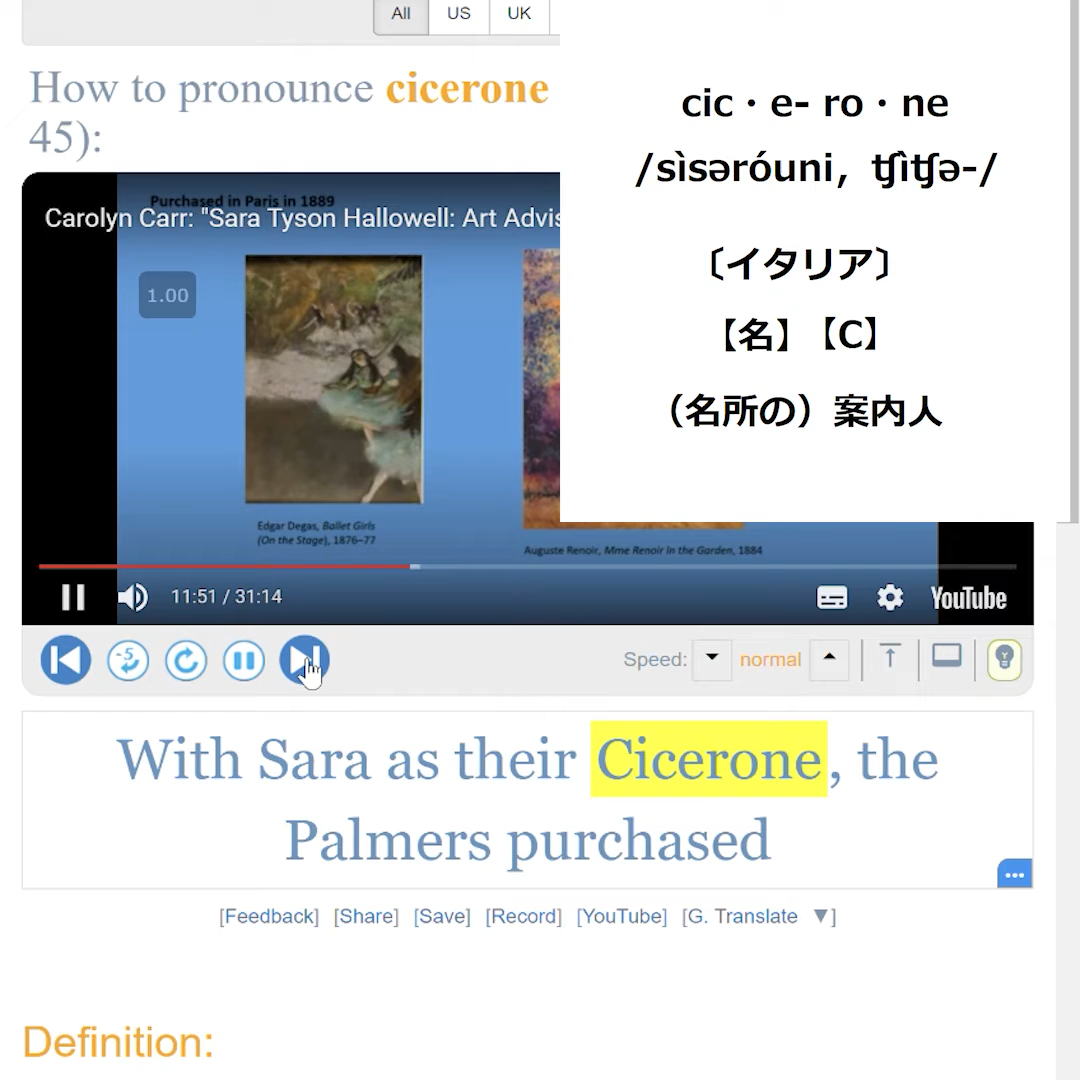 All US UK
How to pronounce cicerone
45):
cic・e- ro・ne
/sìsəróuni, ʧìʧə-/
〔イタリア〕
【名】【C】
（名所の）案内人
Purchased in Paris in 1889
Carolyn Carr: "Sara Tyson Hallowell: Art Advis
1.00
Edgar Degas, Ballet Girls
(On the Stage), 1876–77
Auguste Renoir, Mme Renoir in the Garden, 1884
11:51 / 31:14
YouTube
-5
Speed: normal
With Sara as their Cicerone, the
Palmers purchased
[Feedback] [Share] [Save] [Record] [YouTube] [G. Translate ▼]
Definition: